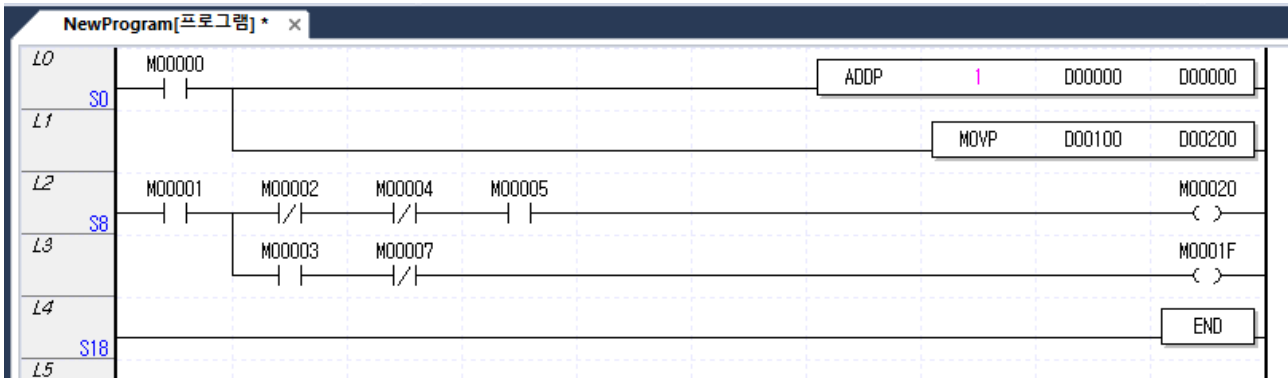 NewProgram[프로그램] * ×
L0
M00000
ADDP 1 D00000 D00000
S0
L1
MOVP D00100 D00200
L2
M00001 M00002 M00004 M00005 M00020
S8
L3
M00003 M00007 M0001F
L4
END
S18
L5